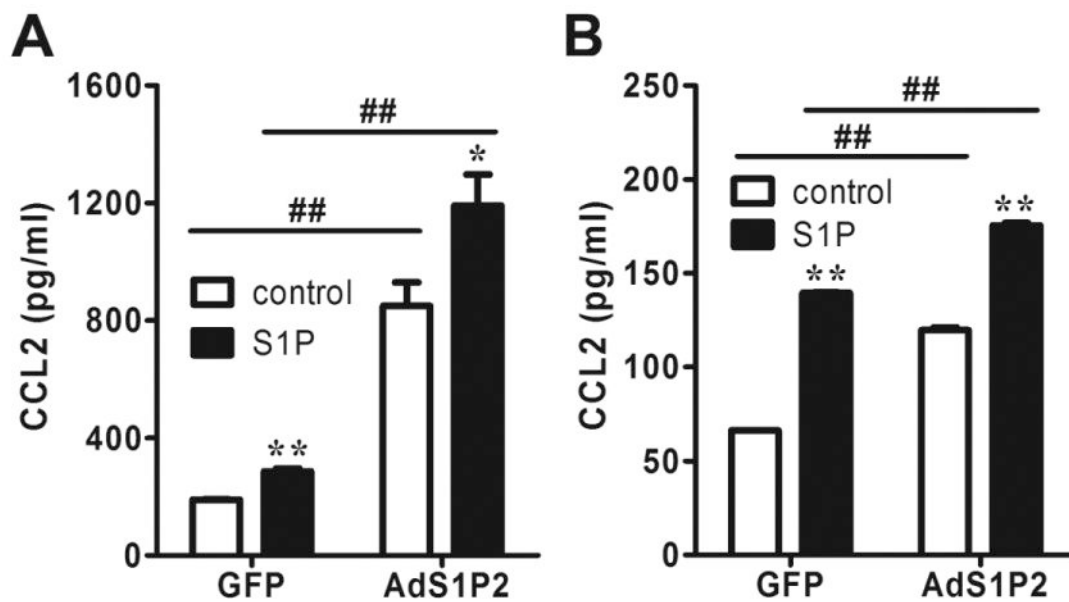 A
CCL2 (pg/ml)
1600
1200
800
400
0
##
##
*
**
control
S1P
GFP
AdS1P2
B
CCL2 (pg/ml)
250
200
150
100
50
0
##
##
control
S1P
**
**
GFP
AdS1P2